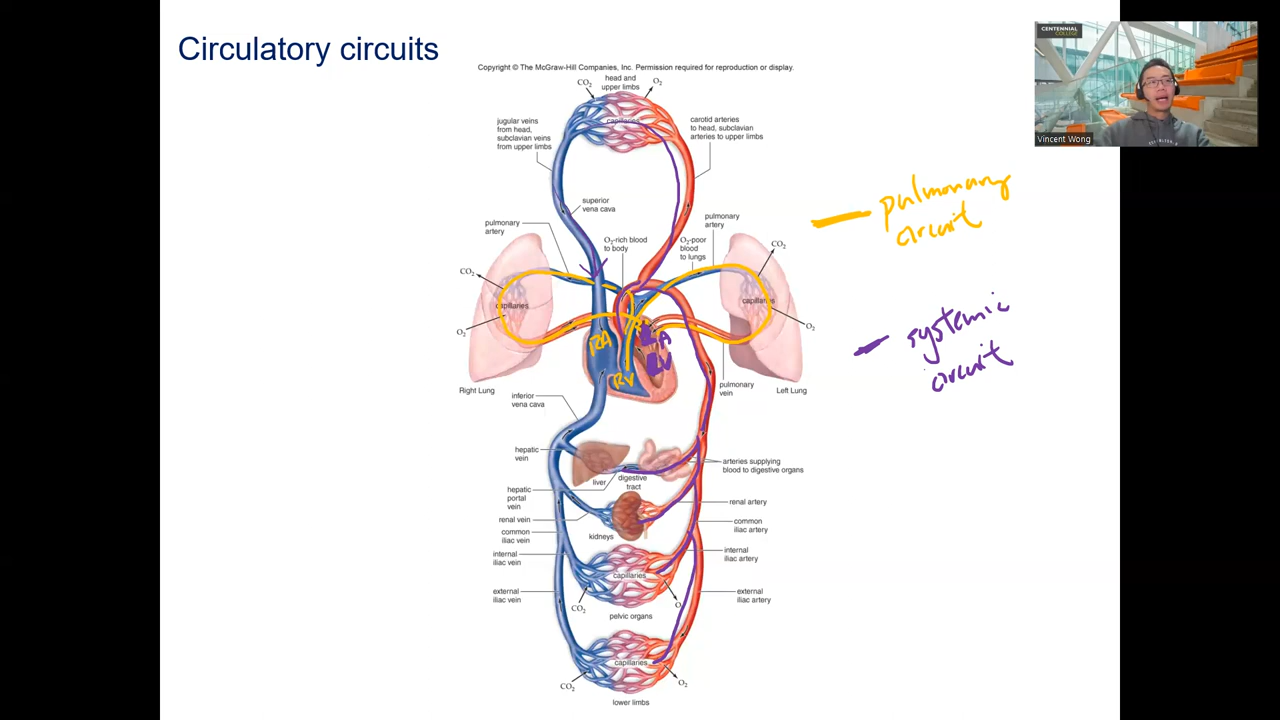 Circulatory circuits
Copyright © The McGraw-Hill Companies, Inc. Permission required for reproduction or display.
CENTENNIAL
COLLEGE
Vincent Wong
head and
upper limbs
CO2
O2
capillaries
jugular veins
from head,
subclavian veins
from upper limbs
carotid arteries
to head, subclavian
arteries to upper limbs
superior
vena cava
pulmonary
artery
O2-rich blood
to body
O2-poor
blood
to lungs
pulmonary
artery
CO2
CO2
capillaries
capillaries
O2
O2
pulmonary
circuit
systemic
circuit
RA
RV
LA
LV
Right Lung
pulmonary
vein
Left Lung
inferior
vena cava
hepatic
vein
liver
digestive
tract
arteries supplying
blood to digestive organs
hepatic
portal
vein
renal vein
kidneys
renal artery
common
iliac vein
common
iliac artery
internal
iliac vein
internal
iliac artery
capillaries
external
iliac vein
external
iliac artery
CO2
O
pelvic organs
capillaries
CO2
O2
lower limbs